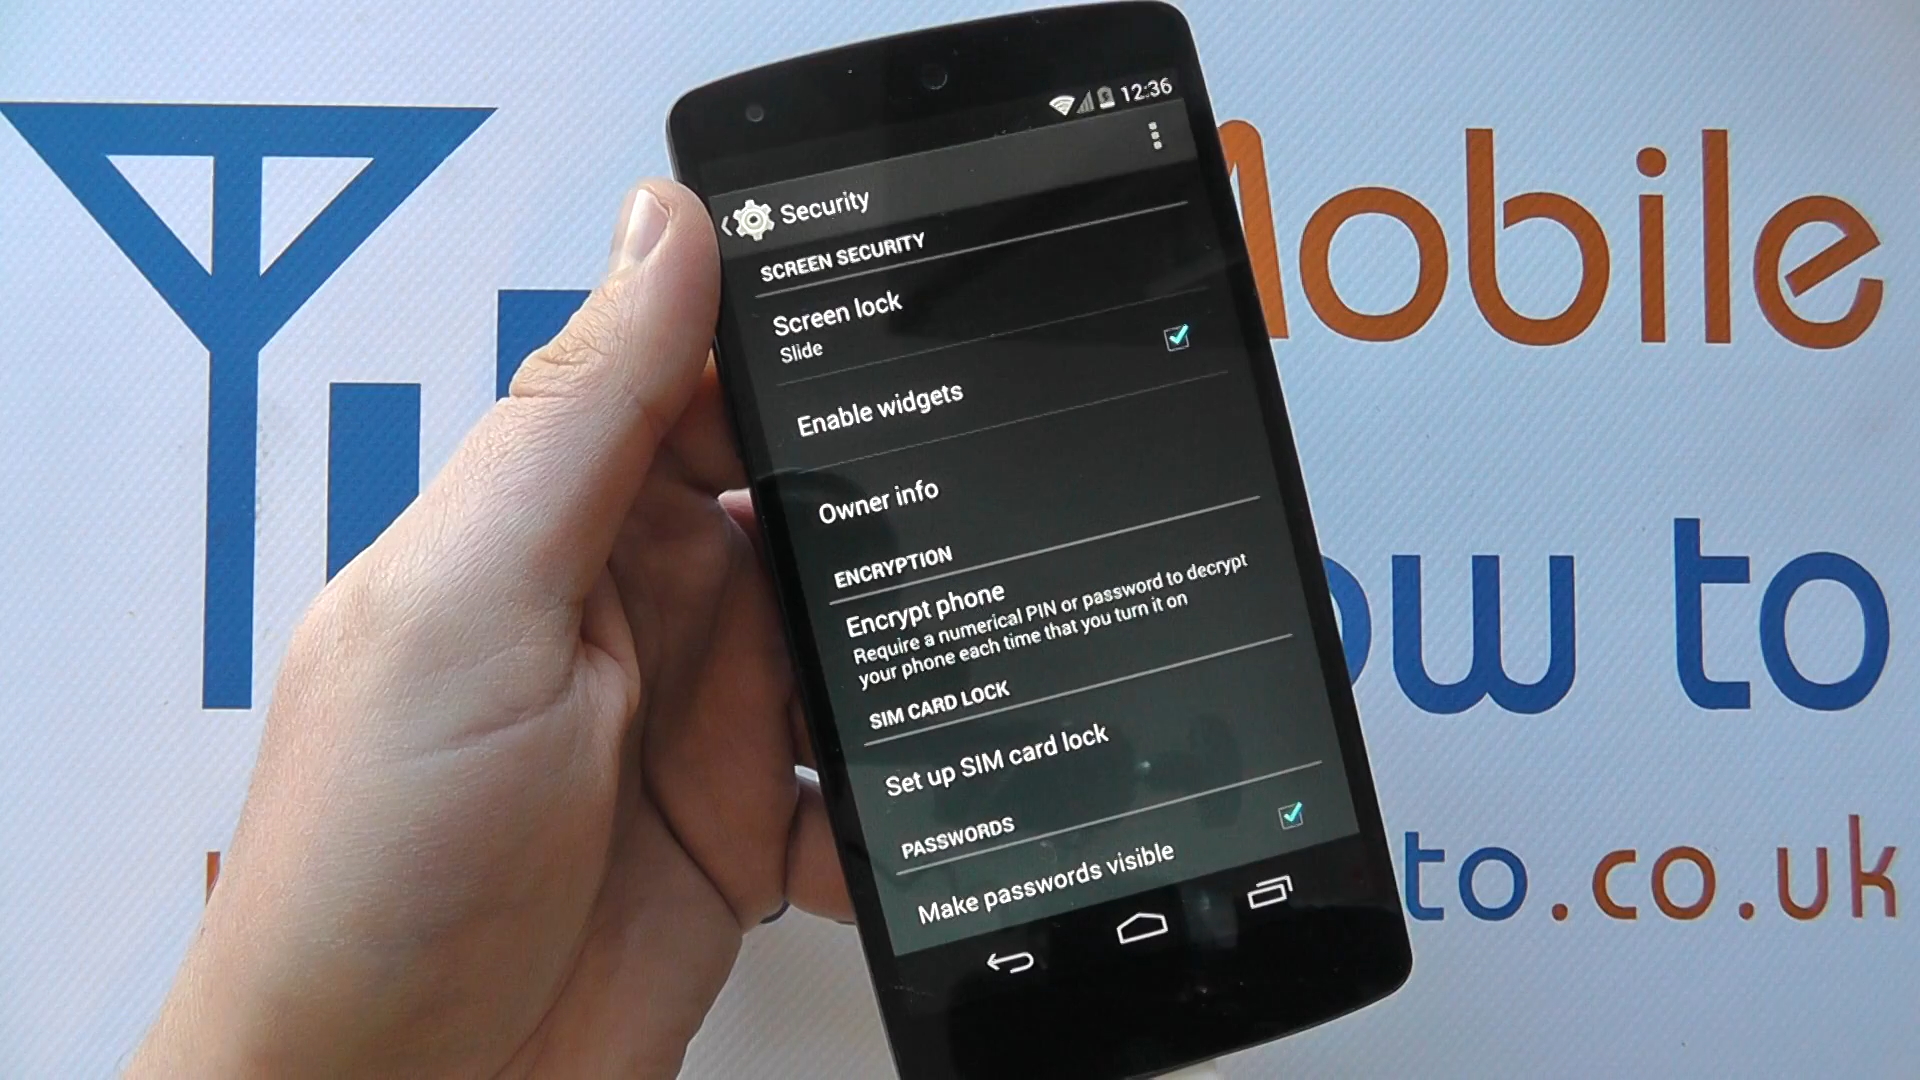 12:36
Security
SCREEN SECURITY
Screen lock
Slide
Enable widgets
Owner info
ENCRYPTION
Encrypt phone
Require a numerical PIN or password to decrypt
your phone each time that you turn it on
SIM CARD LOCK
Set up SIM card lock
PASSWORDS
Make passwords visible
Mobile
ow to
to.co.uk